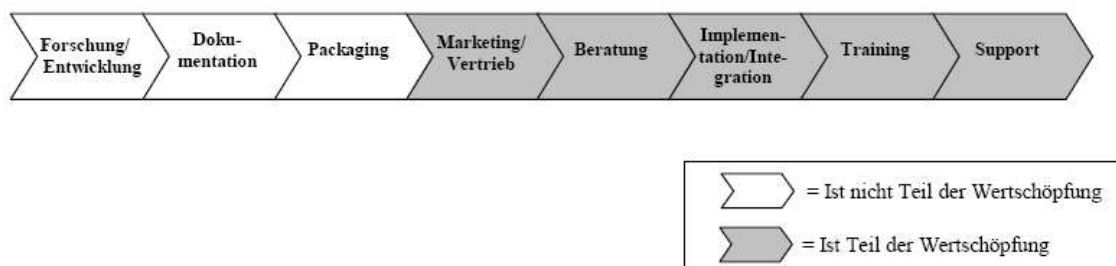 Forschung/
Entwicklung
Doku-
mentation
Packaging
Marketing/
Vertrieb
Beratung
Implemen-
tation/Inte-
gration
Training
Support
= Ist nicht Teil der Wertschöpfung
= Ist Teil der Wertschöpfung